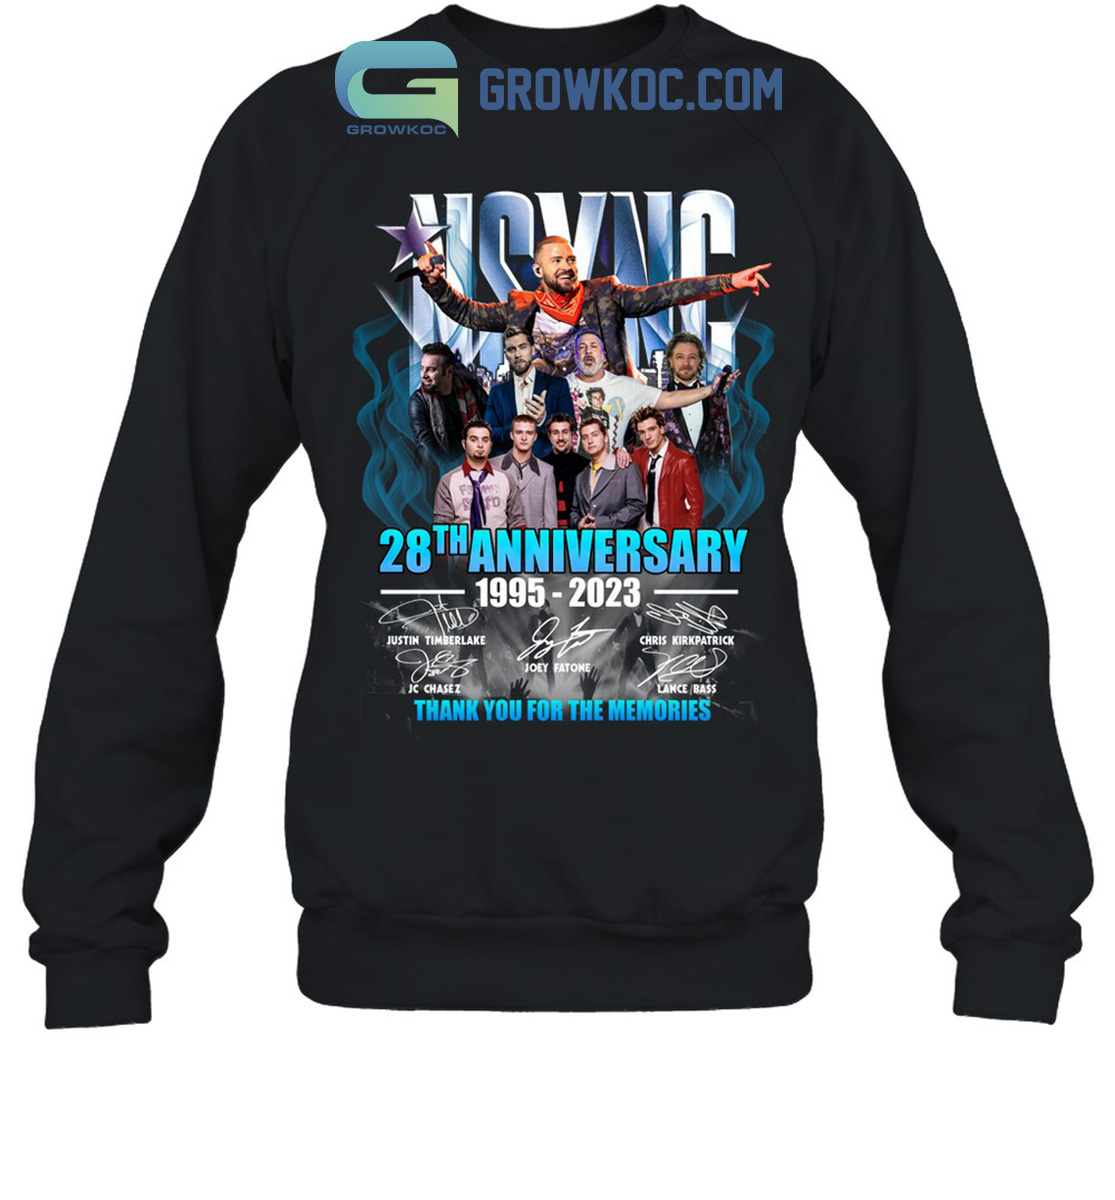 GROWKOC
GROWKOC.COM
NSYNC
28TH ANNIVERSARY
1995 - 2023
JUSTIN TIMBERLAKE
CHRIS KIRKPATRICK
JOEY FATONE
JC CHASEZ
LANCE BASS
THANK YOU FOR THE MEMORIES